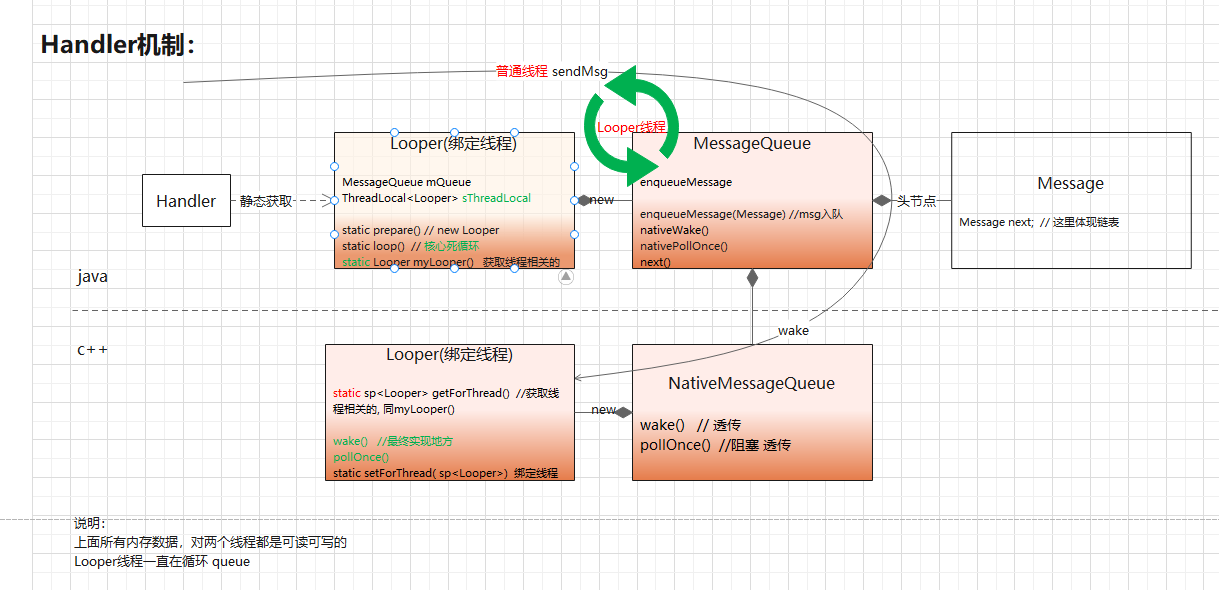 Handler机制：
普通线程 sendMsg
Looper线程
Looper(绑定线程)
MessageQueue mQueue
ThreadLocal<Looper> sThreadLocal
static prepare() // new Looper
static loop()  // 核心死循环
static Looper myLooper()  获取线程相关的
Handler
静态获取
new
MessageQueue
enqueueMessage
enqueueMessage(Message) //msg入队
nativeWake()
nativePollOnce()
next()
头节点
Message
Message next;  // 这里体现链表
java
wake
c++
Looper(绑定线程)
static sp<Looper> getForThread()  //获取线
程相关的, 同myLooper()
wake()  //最终实现地方
pollOnce()
static setForThread( sp<Looper>)  绑定线程
new
NativeMessageQueue
wake()   // 透传
pollOnce()  //阻塞 透传
说明：
上面所有内存数据，对两个线程都是可读可写的
Looper线程一直在循环 queue